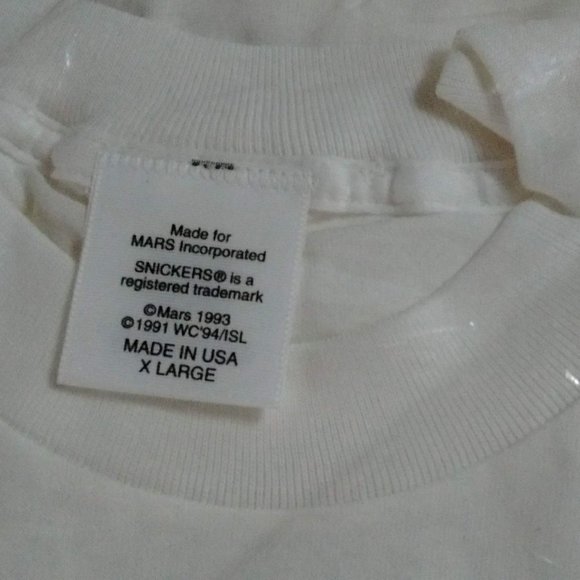 Made for
MARS Incorporated
SNICKERS® is a
registered trademark
©Mars 1993
©1991 WC'94/ISL
MADE IN USA
X LARGE